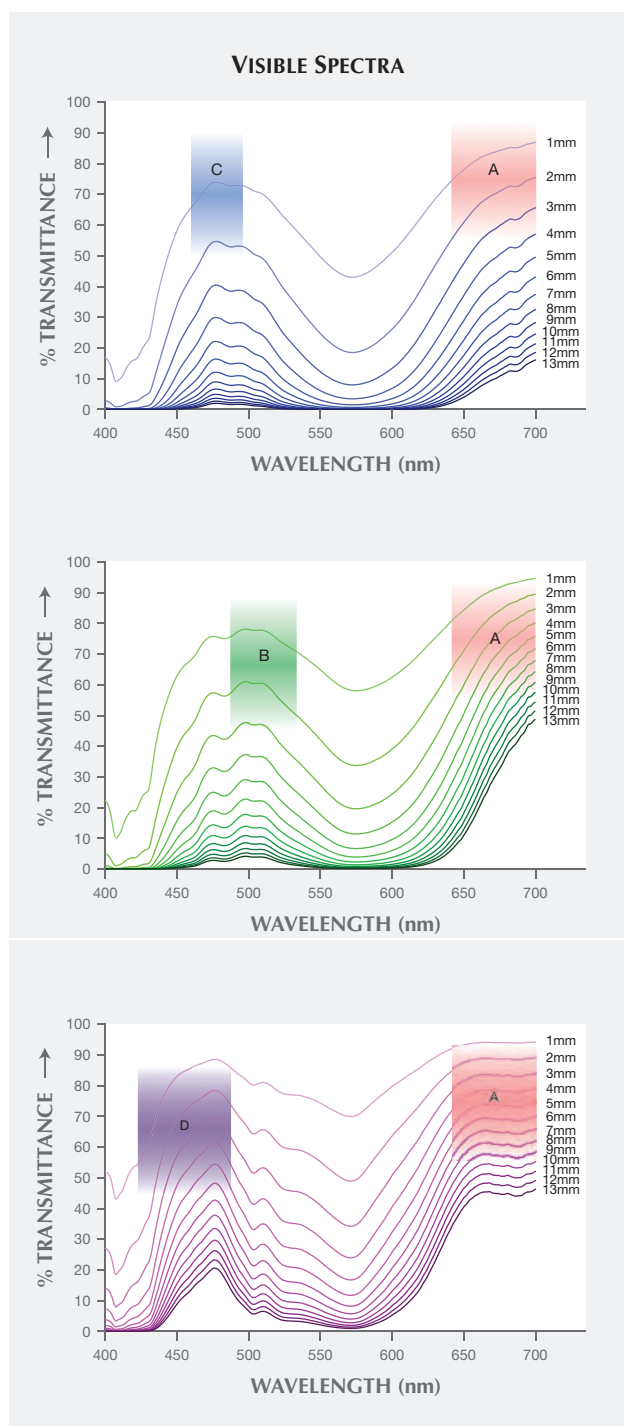 VISIBLE SPECTRA
% TRANSMITTANCE
100
90
80
70
60
50
40
30
20
10
0
C
A
1mm
2mm
3mm
4mm
5mm
6mm
7mm
8mm
9mm
10mm
11mm
12mm
13mm
400 450 500 550 600 650 700
WAVELENGTH (nm)
% TRANSMITTANCE
100
90
80
70
60
50
40
30
20
10
0
B
A
1mm
2mm
3mm
4mm
5mm
6mm
7mm
8mm
9mm
10mm
11mm
12mm
13mm
400 450 500 550 600 650 700
WAVELENGTH (nm)
% TRANSMITTANCE
100
90
80
70
60
50
40
30
20
10
0
D
A
1mm
2mm
3mm
4mm
5mm
6mm
7mm
8mm
9mm
10mm
11mm
12mm
13mm
400 450 500 550 600 650 700
WAVELENGTH (nm)